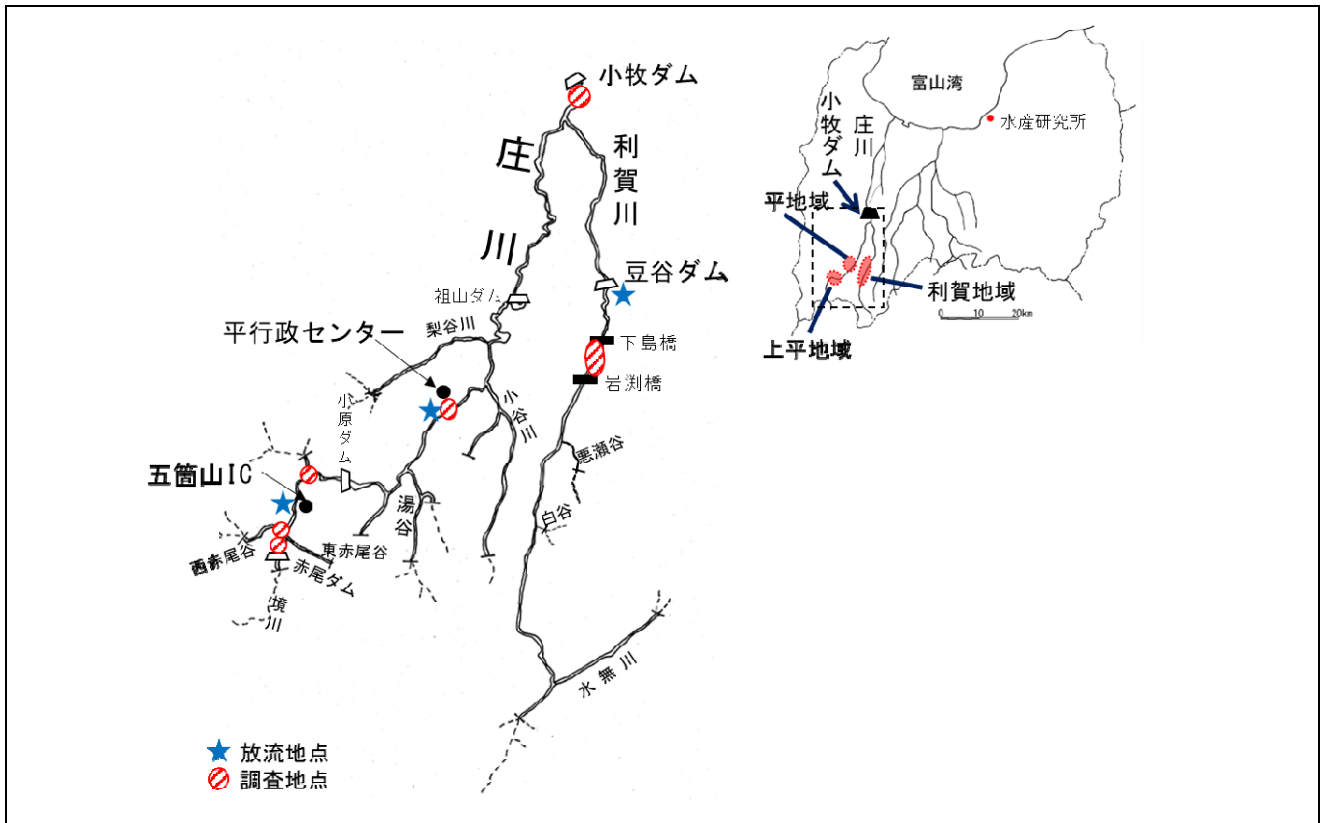 小牧ダム
庄川
利賀川
豆谷ダム
祖山ダム
平行政センター
梨谷川
下島橋
岩渕橋
小原ダム
小谷川
悪瀬谷
五箇山IC
湯谷
白谷
西赤尾谷
東赤尾谷
赤尾ダム
境川
水無川
放流地点
調査地点
富山湾
水産研究所
小牧ダム
庄川
平地域
利賀地域
0 10 20km
上平地域